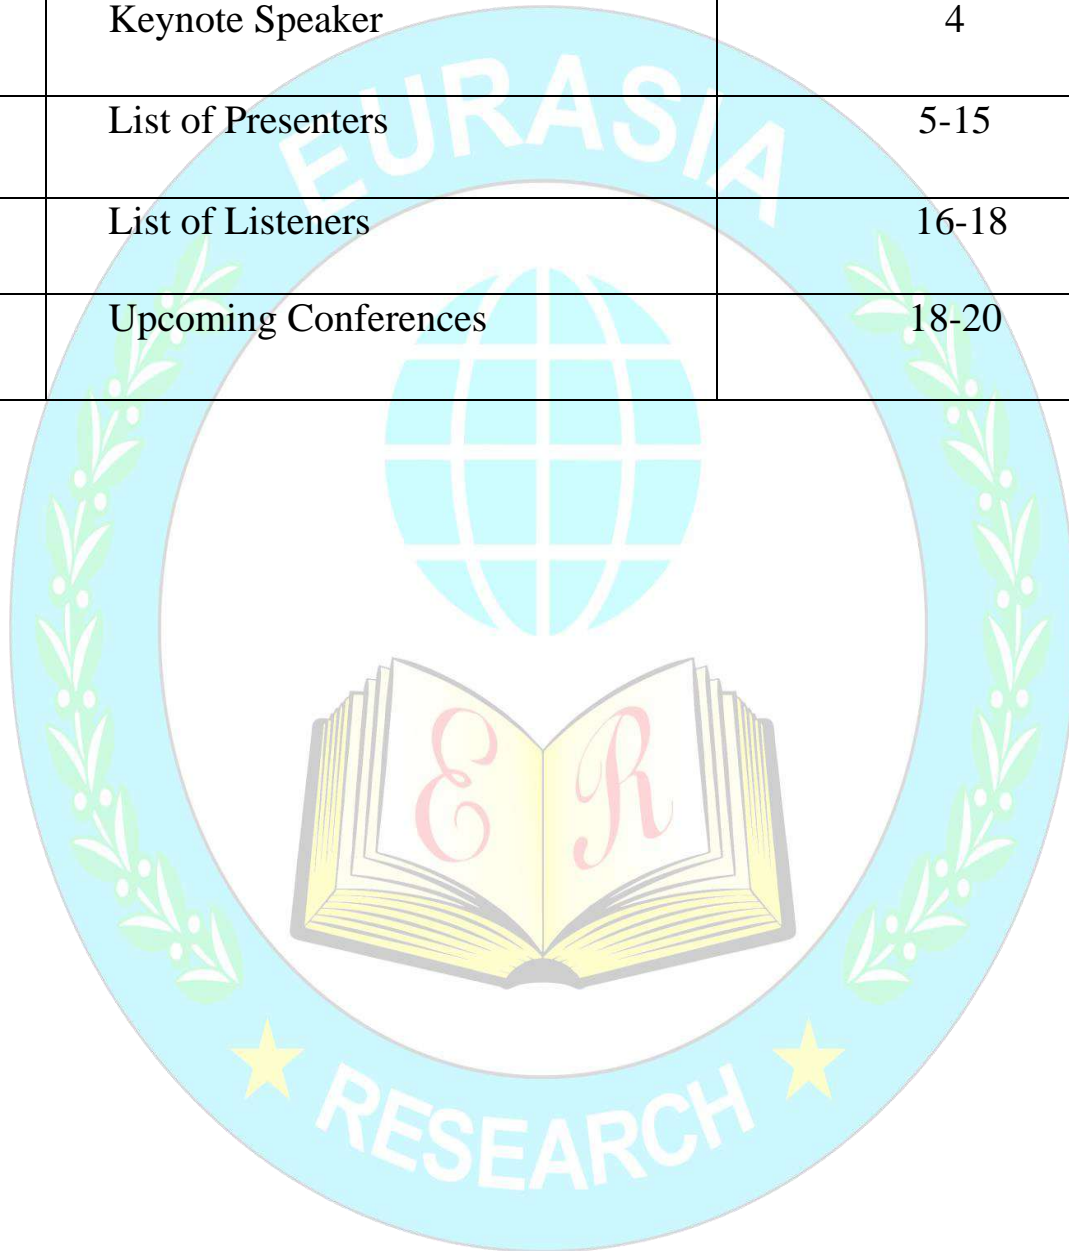 Keynote Speaker 4
List of Presenters 5-15
List of Listeners 16-18
Upcoming Conferences 18-20
EURASIA
E R
RESEARCH